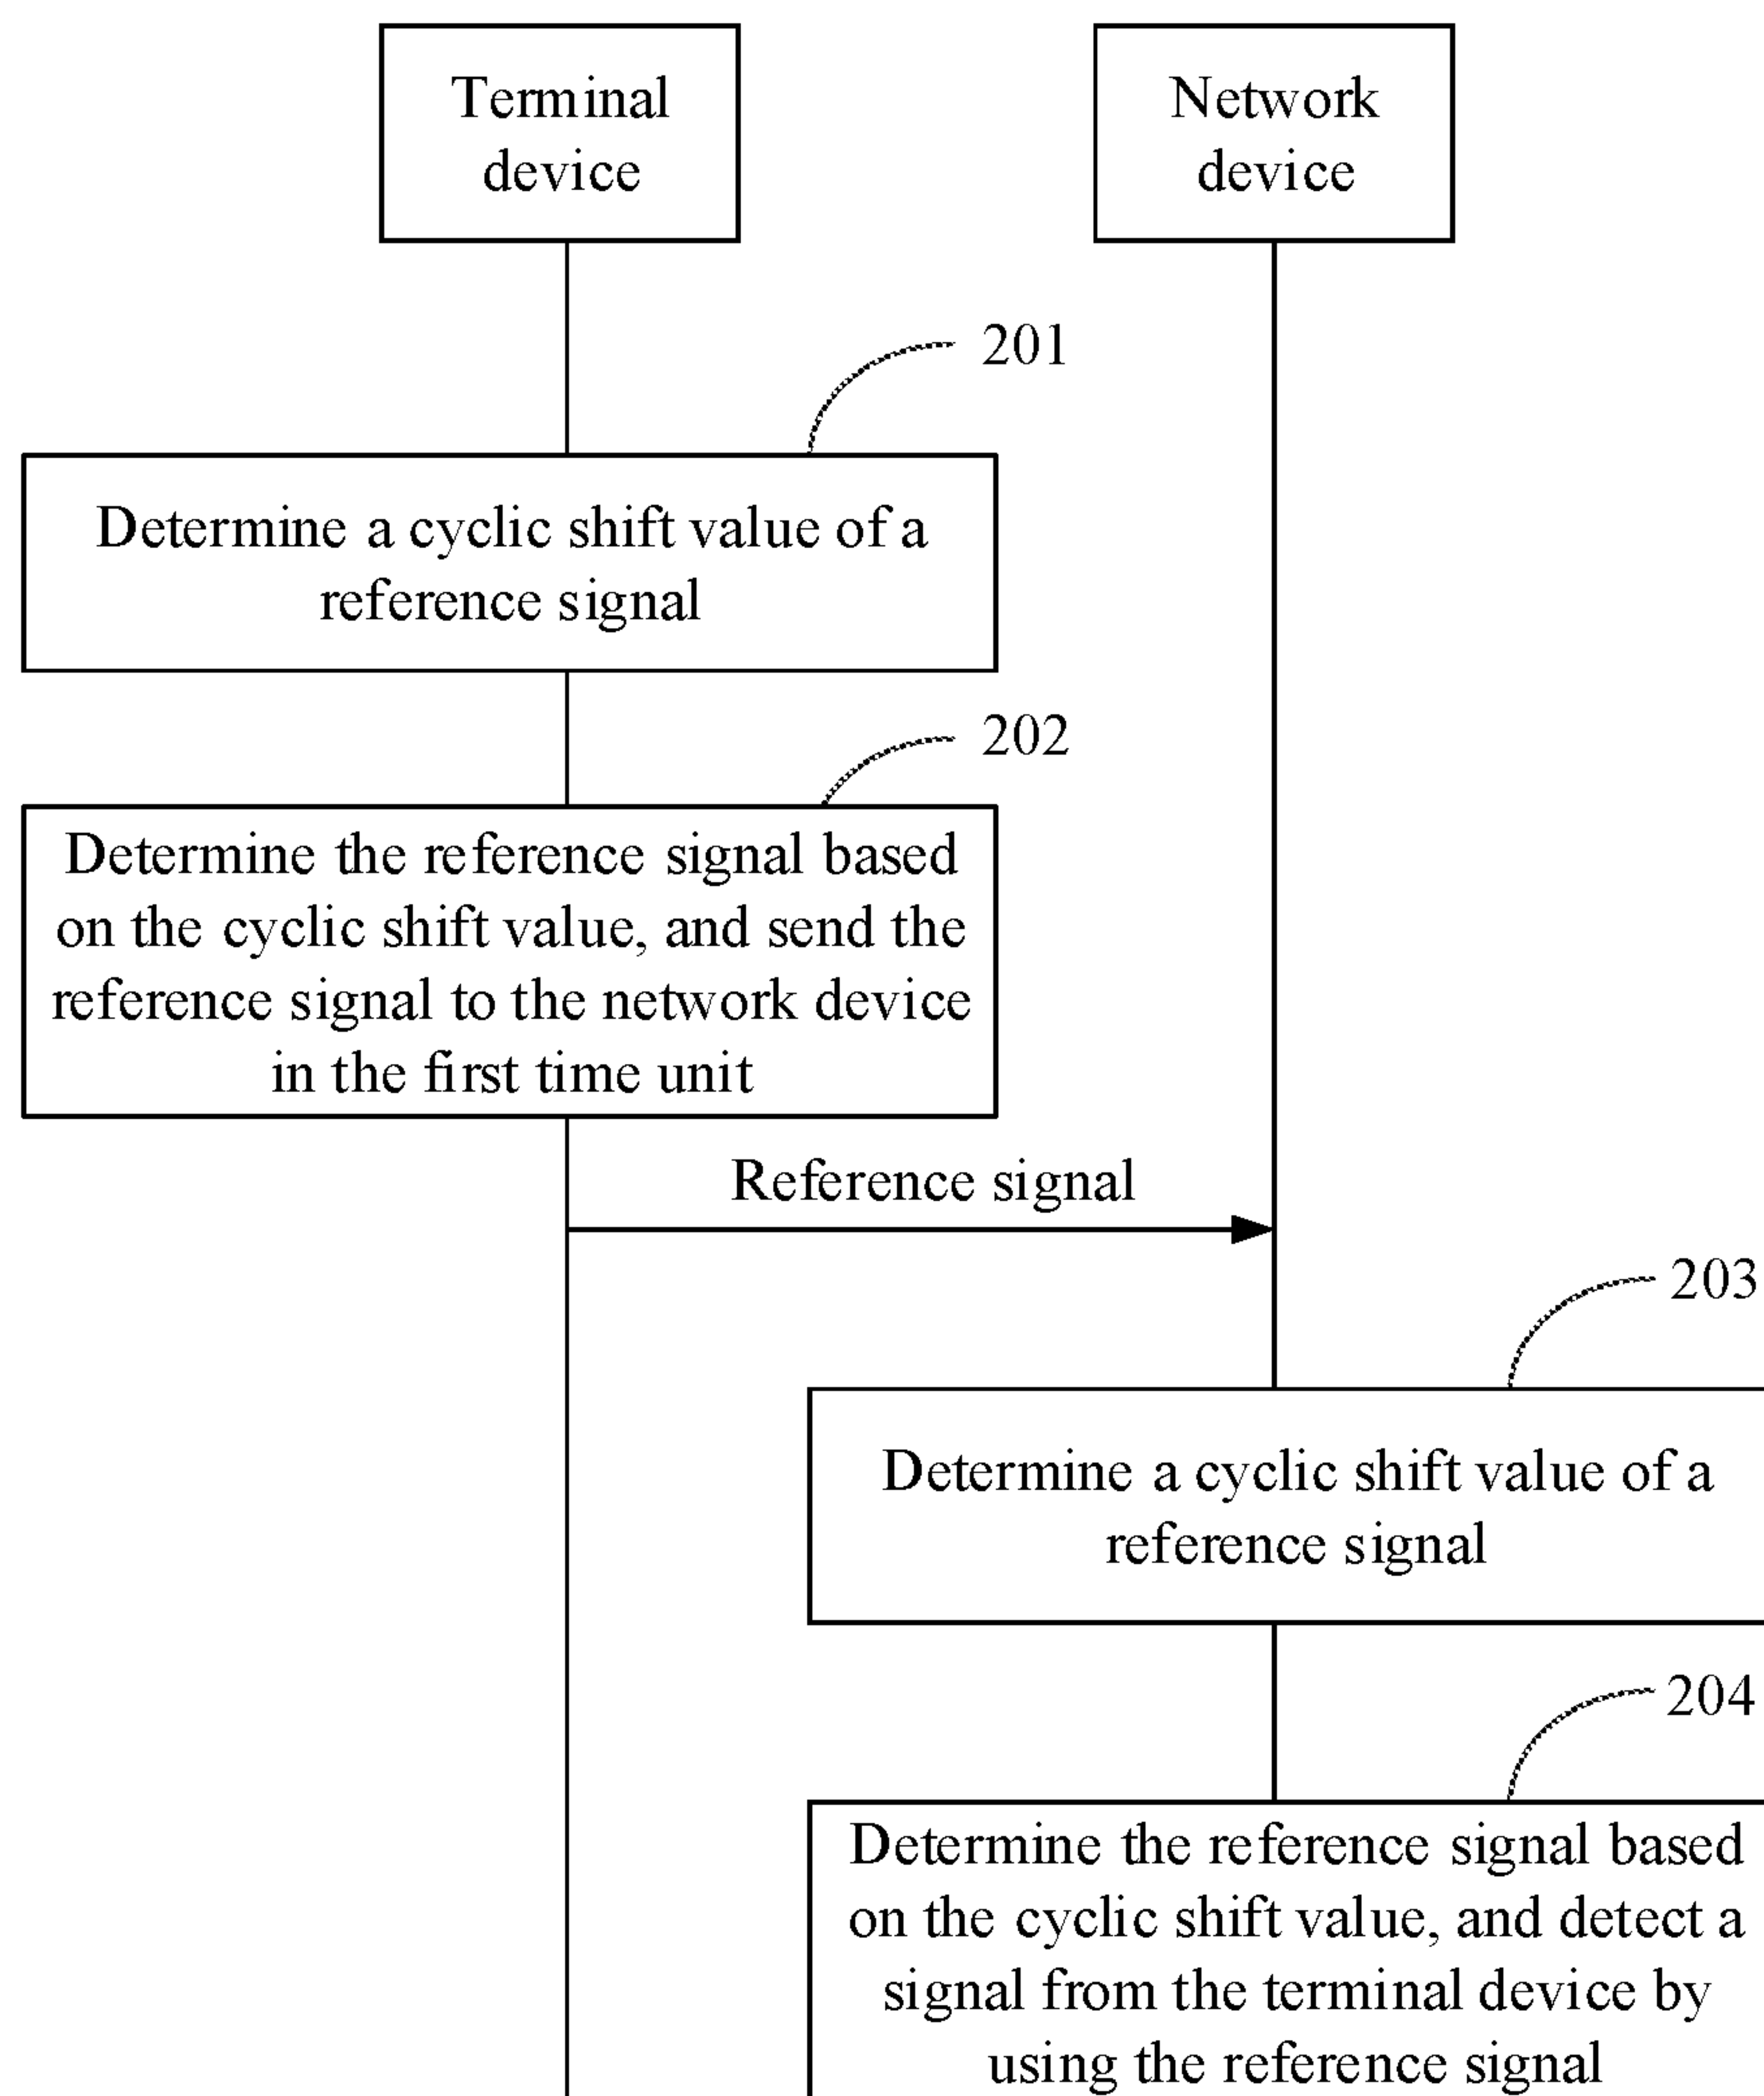 Terminal
device
Network
device
201
Determine a cyclic shift value of a
reference signal
202
Determine the reference signal based
on the cyclic shift value, and send the
reference signal to the network device
in the first time unit
Reference signal
203
Determine a cyclic shift value of a
reference signal
204
Determine the reference signal based
on the cyclic shift value, and detect a
signal from the terminal device by
using the reference signal